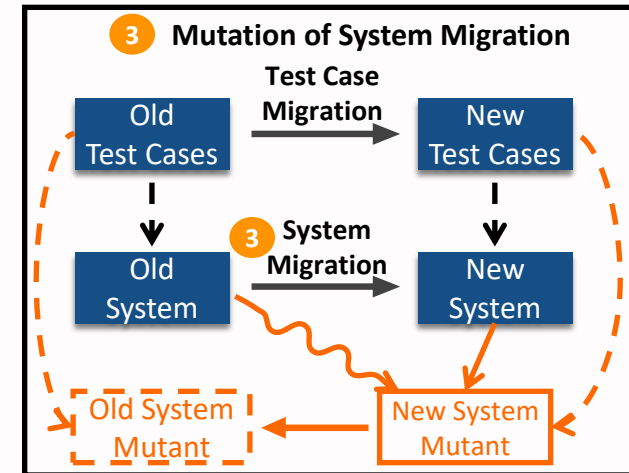 3 Mutation of System Migration
Test Case
Migration
Old
Test Cases
New
Test Cases
3 System
Migration
Old
System
New
System
Old System
Mutant
New System
Mutant